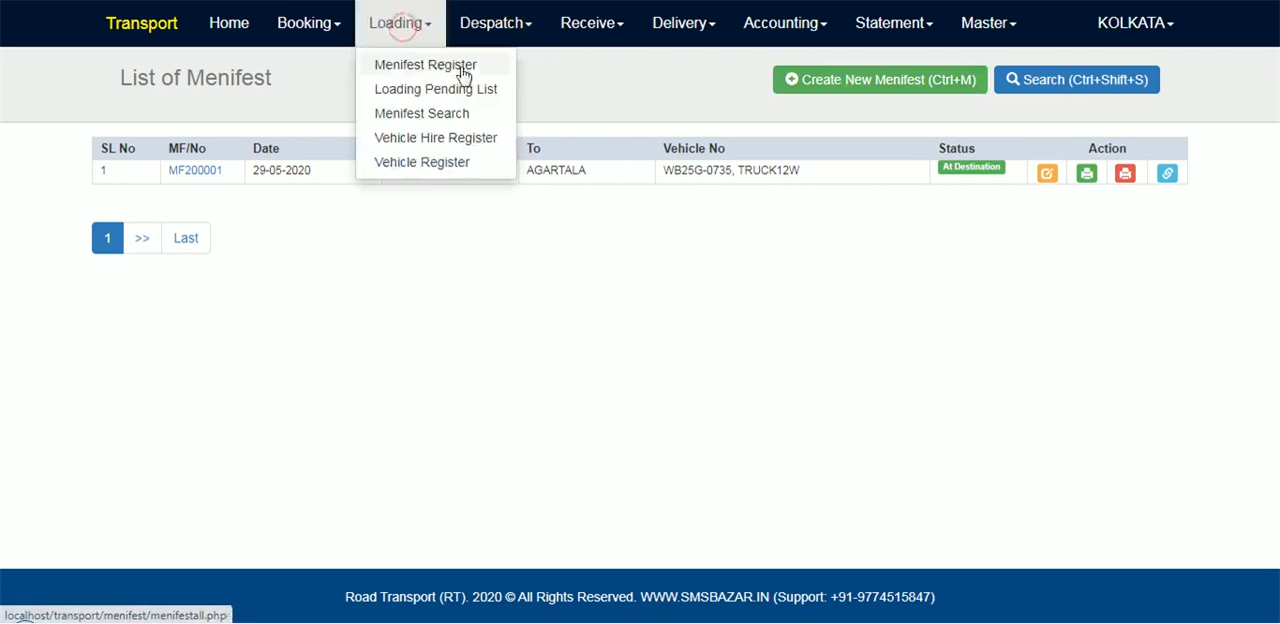 Transport Home Booking Loading Despatch Receive Delivery Accounting Statement Master KOLKATA
List of Menifest
Create New Menifest (Ctrl+M) Search (Ctrl+Shift+S)
Menifest Register
Loading Pending List
Menifest Search
Vehicle Hire Register
Vehicle Register
SL No MF/No Date To Vehicle No Status Action
1 MF200001 29-05-2020 AGARTALA WB25G-0735, TRUCK12W At Destination
1 >> Last
Road Transport (RT). 2020 © All Rights Reserved. WWW.SMSBAZAR.IN (Support: +91-9774515847)
localhost/transport/menifest/menifestall.php